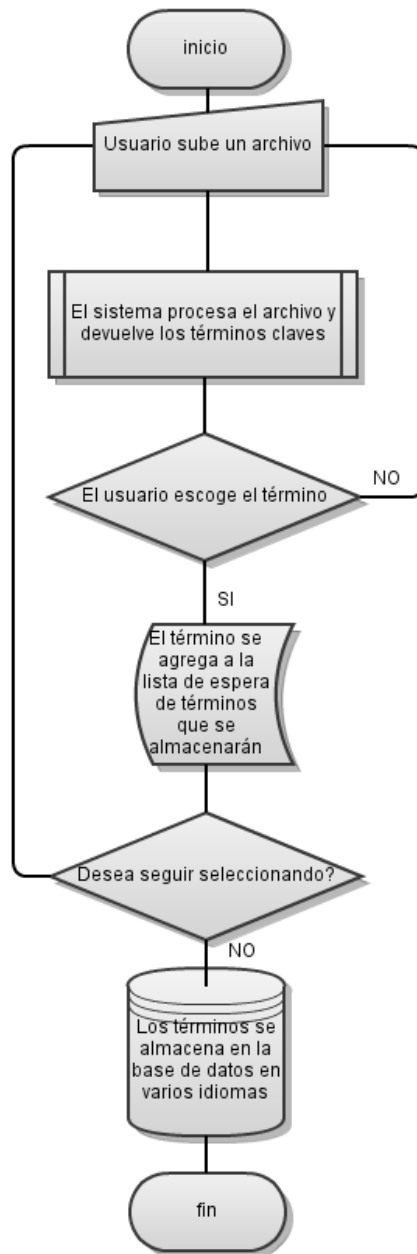 inicio
Usuario sube un archivo
El sistema procesa el archivo y
devuelve los términos claves
El usuario escoge el término
NO
SI
El término se
agrega a la
lista de espera
de términos
que se
almacenarán
Desea seguir seleccionando?
NO
Los términos se
almacena en la
base de datos en
varios idiomas
fin